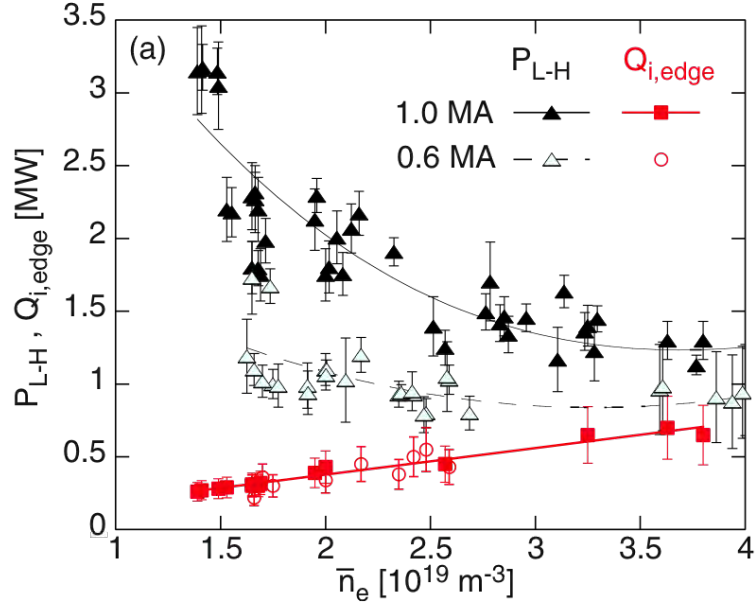 (a)
P_L-H Q_i,edge
1.0 MA
0.6 MA
P_L-H , Q_i,edge [MW]
3.5
3
2.5
2
1.5
1
0.5
0
1 1.5 2 2.5 3 3.5 4
n̅_e [10^19 m^-3]